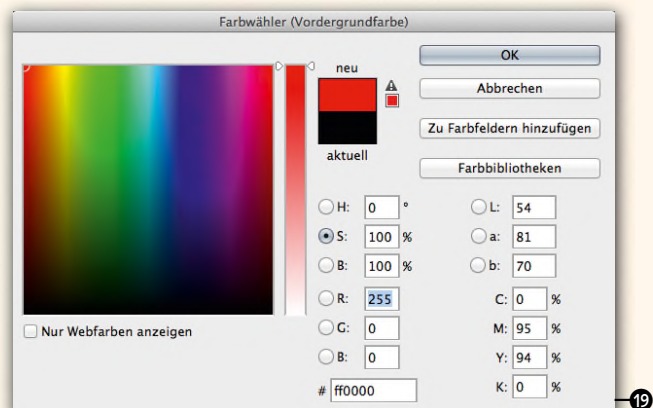 Farbwähler (Vordergrundfarbe)
neu
aktuell
OK
Abbrechen
Zu Farbfeldern hinzufügen
Farbbibliotheken
H: 0 ° L: 54
S: 100 % a: 81
B: 100 % b: 70
R: 255 C: 0 %
G: 0 M: 95 %
B: 0 Y: 94 %
# ff0000 K: 0 %
Nur Webfarben anzeigen
19